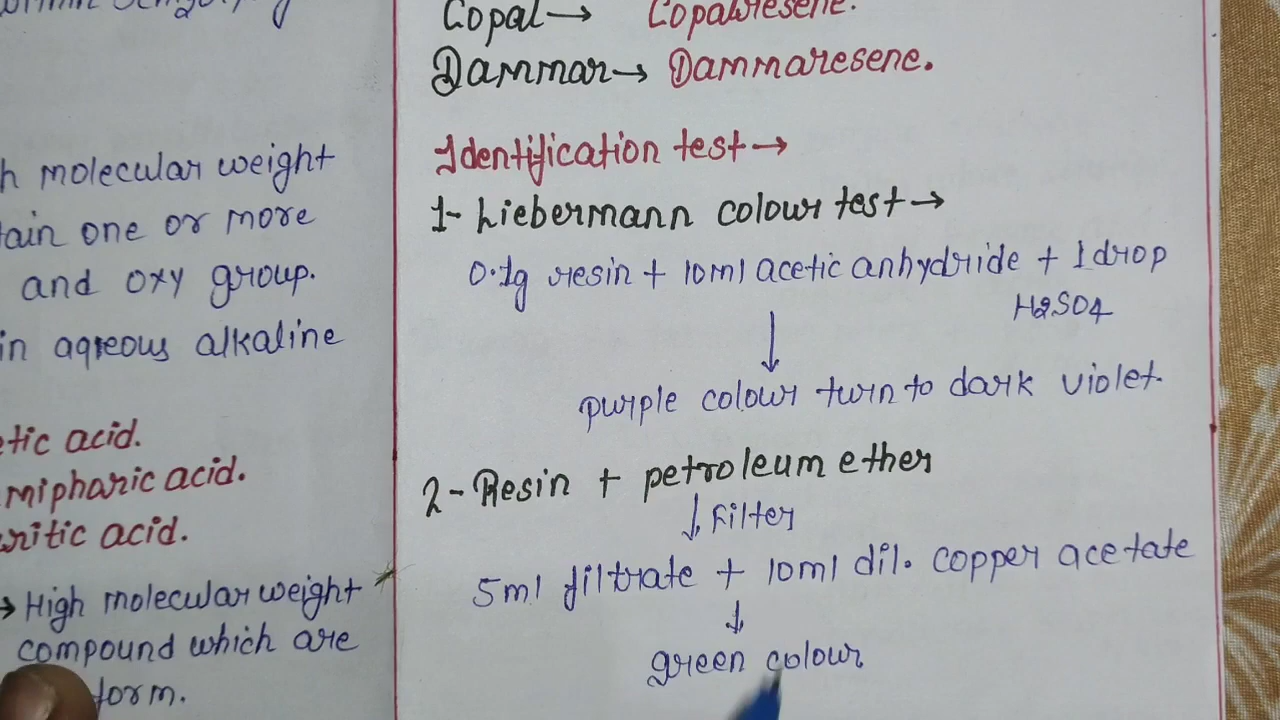 h molecular weight
tain one or more
and oxy group.
in aqreous alkaline
etic acid.
mipharic acid.
ritic acid.
→ High molecular weight
compound which are
form.
Copal → Copalresene.
Dammar → Dammaresene.
Identification test →
1- Liebermann colour test →
0.1g resin + 10ml acetic anhydride + 1 drop
H2SO4
↓
purple colour turn to dark violet.
2- Resin + petroleum ether
↓ Filter
5ml filtrate + 10ml dil. copper acetate
↓
green colour